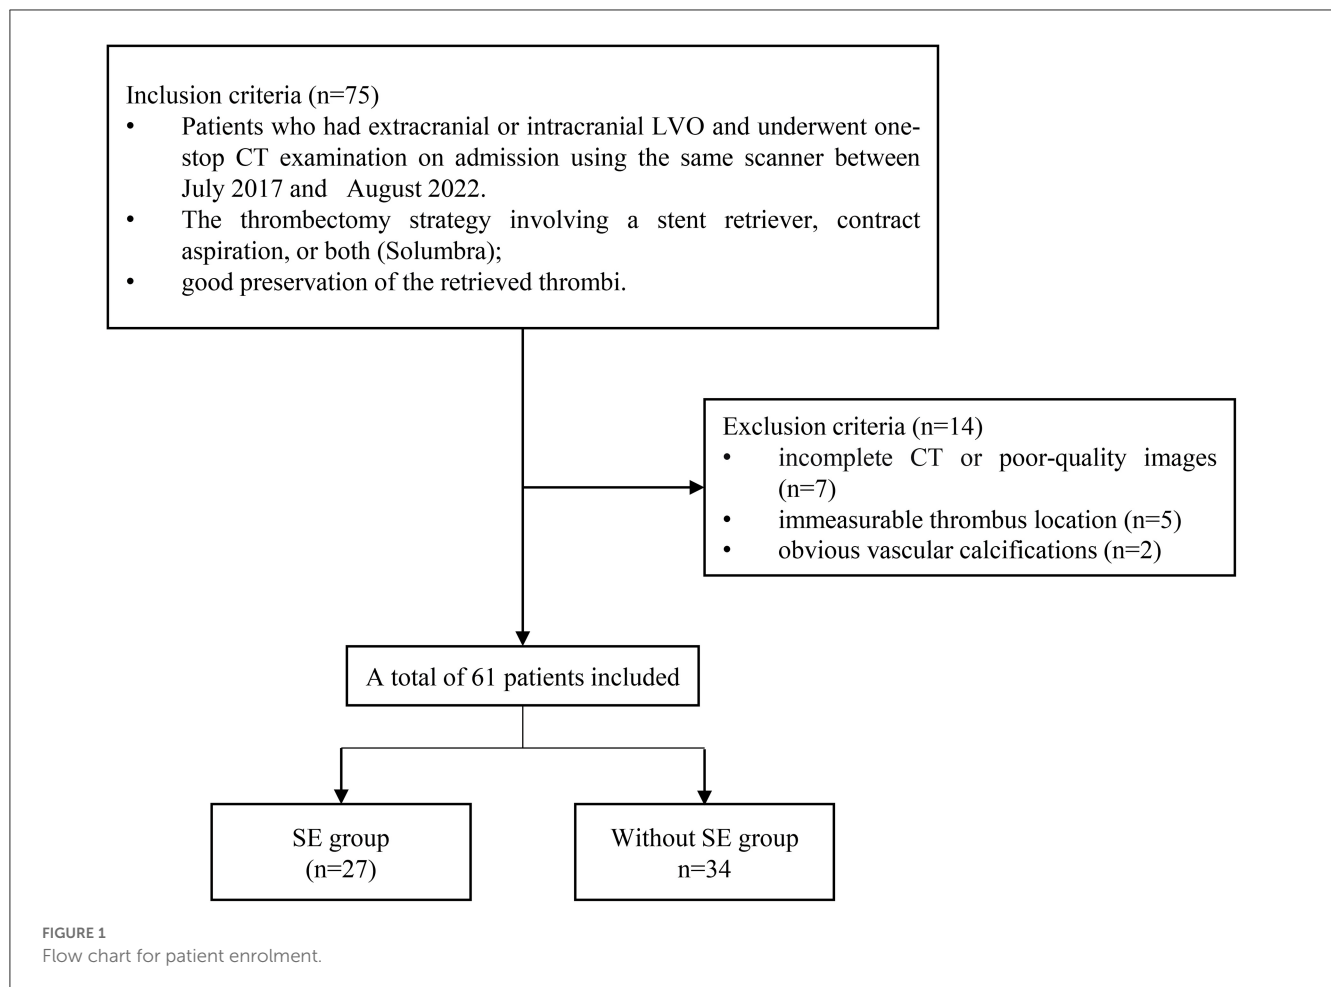 Inclusion criteria (n=75)
• Patients who had extracranial or intracranial LVO and underwent one-
stop CT examination on admission using the same scanner between
July 2017 and August 2022.
• The thrombectomy strategy involving a stent retriever, contract
aspiration, or both (Solumbra);
• good preservation of the retrieved thrombi.
Exclusion criteria (n=14)
• incomplete CT or poor-quality images
(n=7)
• immeasurable thrombus location (n=5)
• obvious vascular calcifications (n=2)
A total of 61 patients included
SE group
(n=27)
Without SE group
n=34
FIGURE 1
Flow chart for patient enrolment.